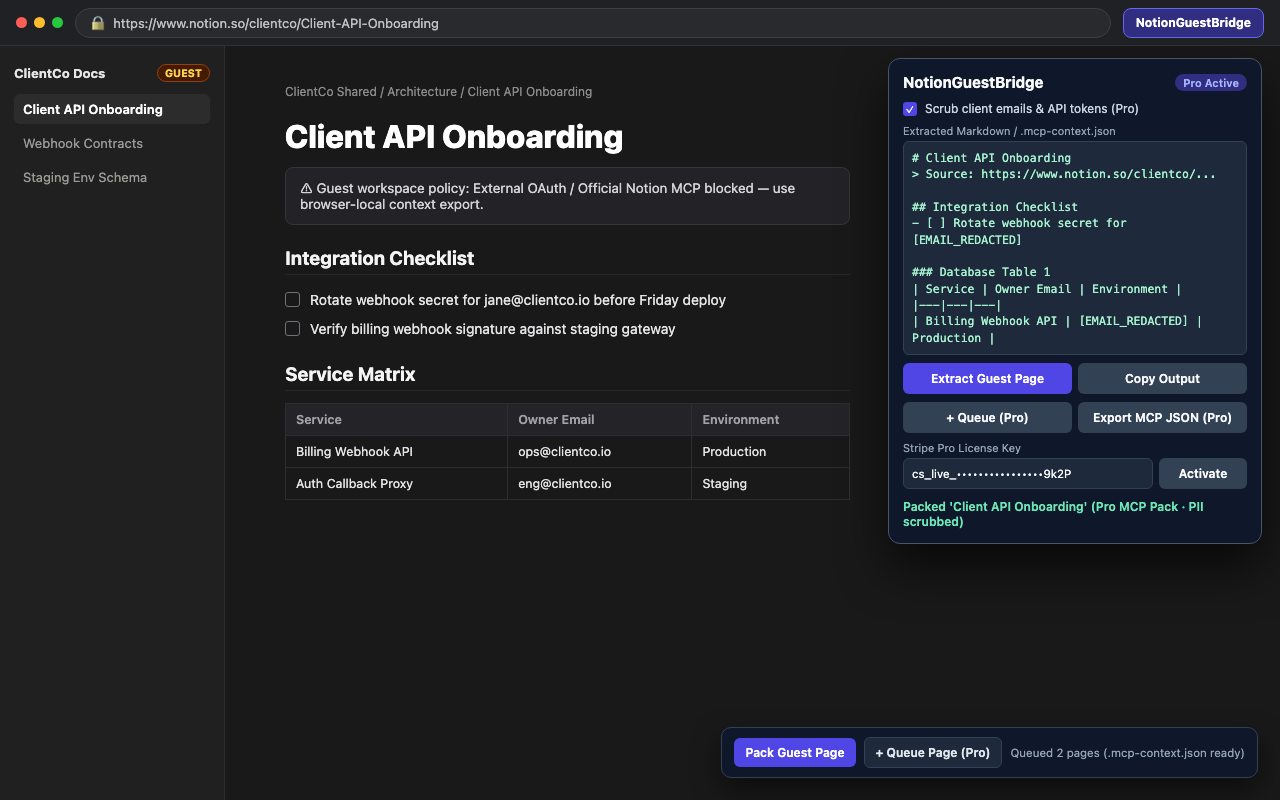 https://www.notion.so/clientco/Client-API-Onboarding
NotionGuestBridge
ClientCo Docs
GUEST
Client API Onboarding
Webhook Contracts
Staging Env Schema
ClientCo Shared / Architecture / Client API Onboarding
Client API Onboarding
⚠ Guest workspace policy: External OAuth / Official Notion MCP blocked — use
browser-local context export.
Integration Checklist
Rotate webhook secret for jane@clientco.io before Friday deploy
Verify billing webhook signature against staging gateway
Service Matrix
Service Owner Email Environment
Billing Webhook API ops@clientco.io Production
Auth Callback Proxy eng@clientco.io Staging
NotionGuestBridge
Pro Active
Scrub client emails & API tokens (Pro)
Extracted Markdown / .mcp-context.json
# Client API Onboarding
> Source: https://www.notion.so/clientco/...
## Integration Checklist
- [ ] Rotate webhook secret for
[EMAIL_REDACTED]
### Database Table 1
| Service | Owner Email | Environment |
|---|---|---|
| Billing Webhook API | [EMAIL_REDACTED] |
Production |
Extract Guest Page
Copy Output
+ Queue (Pro)
Export MCP JSON (Pro)
Stripe Pro License Key
cs_live_••••••••••••••••9k2P
Activate
Packed 'Client API Onboarding' (Pro MCP Pack · PII
scrubbed)
Pack Guest Page
+ Queue Page (Pro)
Queued 2 pages (.mcp-context.json ready)